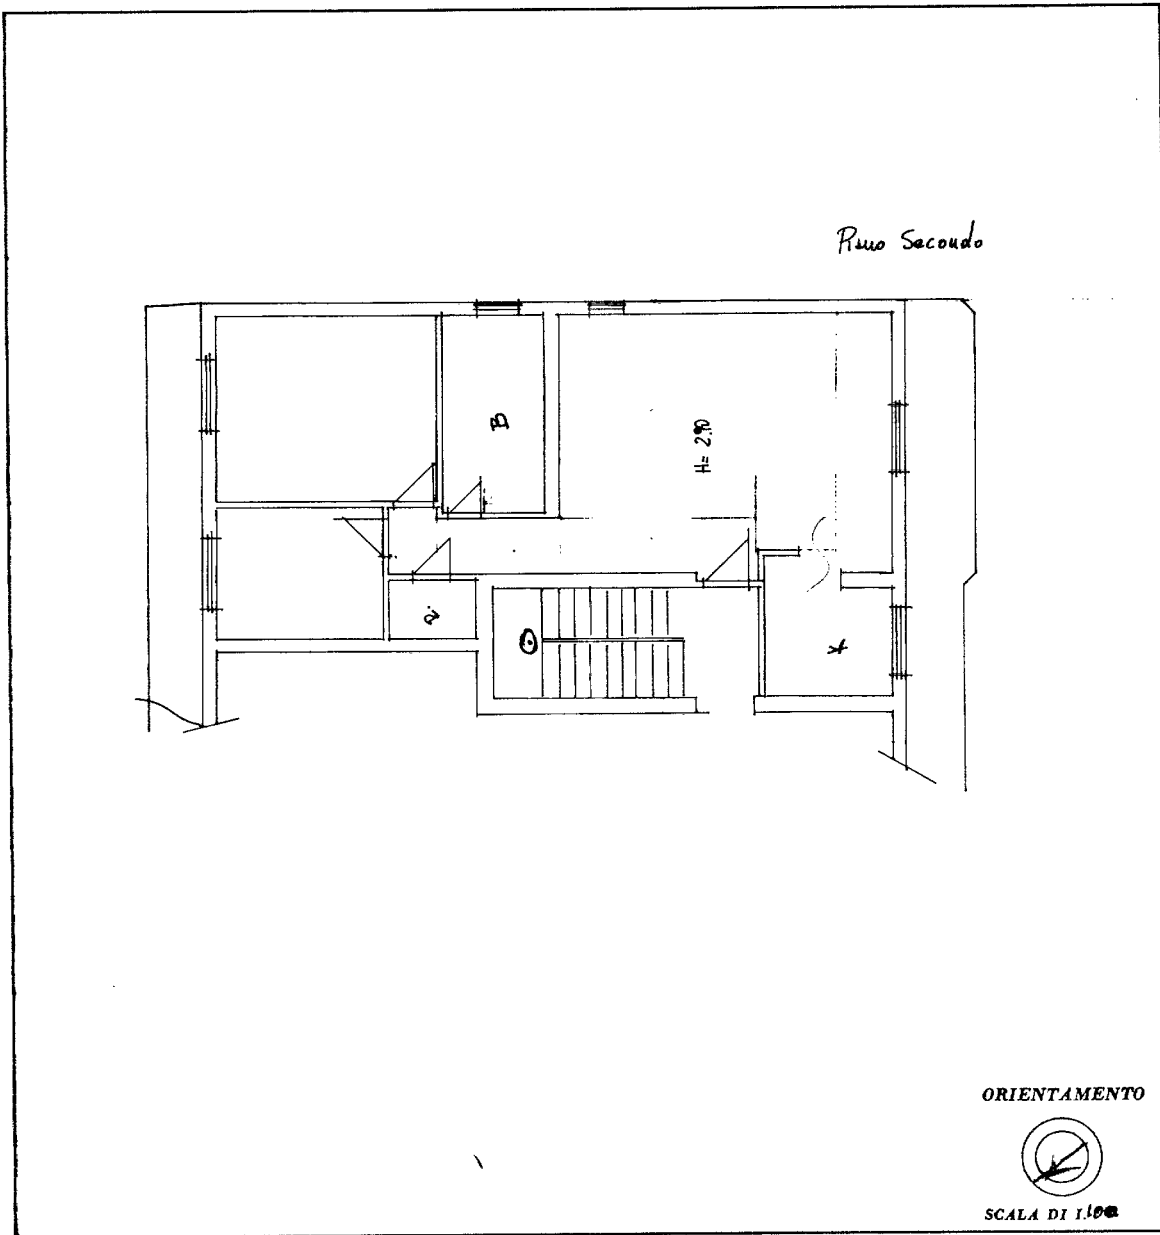 Piano Secondo
B
H= 2.90
R.
K
ORIENTAMENTO
SCALA DI 1:100